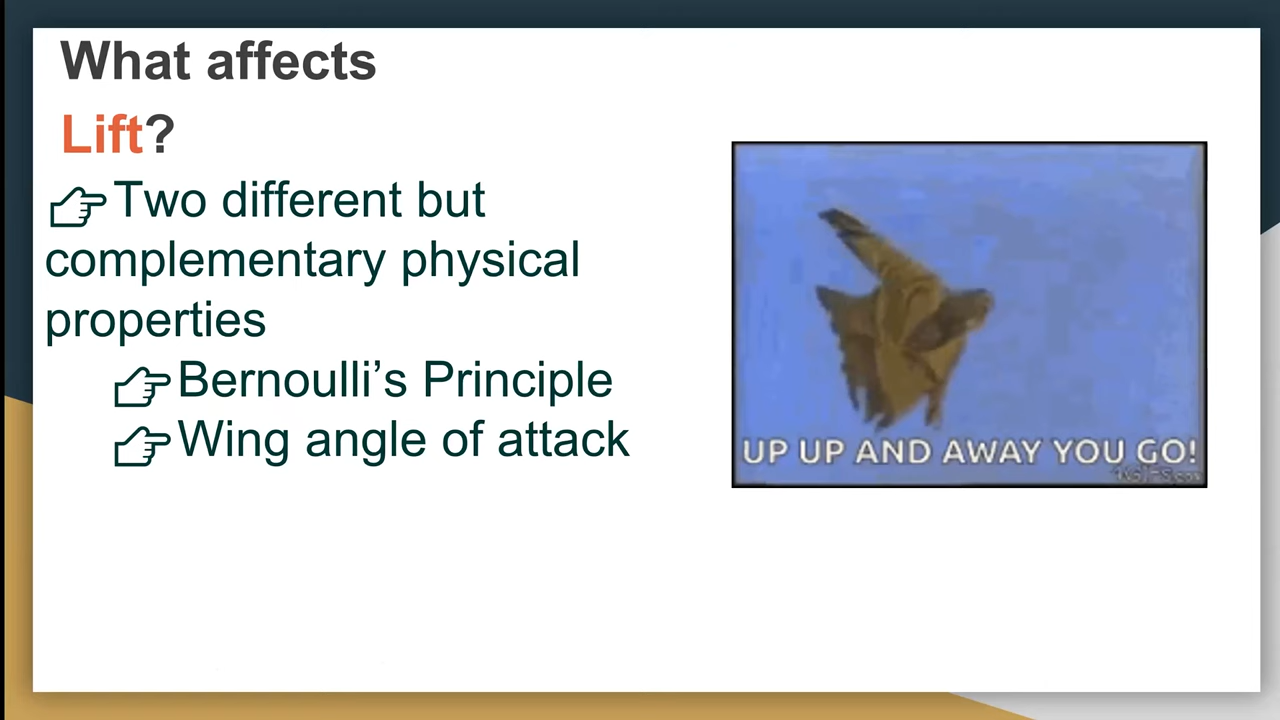 What affects
Lift?
Two different but
complementary physical
properties
Bernoulli’s Principle
Wing angle of attack
UP UP AND AWAY YOU GO!